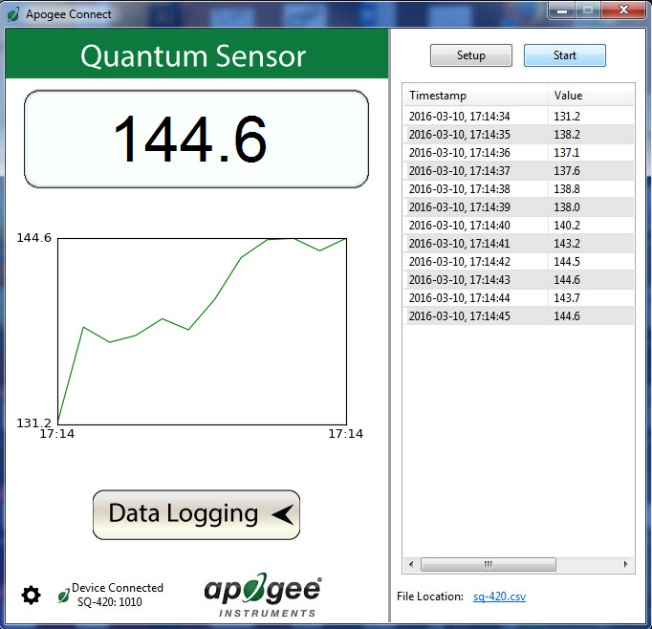 Apogee Connect
Quantum Sensor
144.6
144.6
131.2
17:14 17:14
Data Logging
Device Connected
SQ-420: 1010
apogee
INSTRUMENTS
Setup Start
Timestamp Value
2016-03-10, 17:14:34 131.2
2016-03-10, 17:14:35 138.2
2016-03-10, 17:14:36 137.1
2016-03-10, 17:14:37 137.6
2016-03-10, 17:14:38 138.8
2016-03-10, 17:14:39 138.0
2016-03-10, 17:14:40 140.2
2016-03-10, 17:14:41 143.2
2016-03-10, 17:14:42 144.5
2016-03-10, 17:14:43 144.6
2016-03-10, 17:14:44 143.7
2016-03-10, 17:14:45 144.6
File Location: sq-420.csv